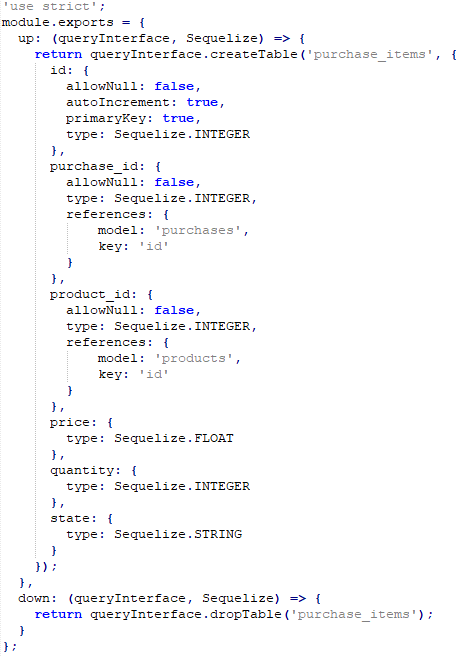 'use strict';
module.exports = {
  up: (queryInterface, Sequelize) => {
    return queryInterface.createTable('purchase_items', {
      id: {
        allowNull: false,
        autoIncrement: true,
        primaryKey: true,
        type: Sequelize.INTEGER
      },
      purchase_id: {
        allowNull: false,
        type: Sequelize.INTEGER,
        references: {
            model: 'purchases',
            key: 'id'
        }
      },
      product_id: {
        allowNull: false,
        type: Sequelize.INTEGER,
        references: {
            model: 'products',
            key: 'id'
        }
      },
      price: {
        type: Sequelize.FLOAT
      },
      quantity: {
        type: Sequelize.INTEGER
      },
      state: {
        type: Sequelize.STRING
      }
    });
  },
  down: (queryInterface, Sequelize) => {
    return queryInterface.dropTable('purchase_items');
  }
};